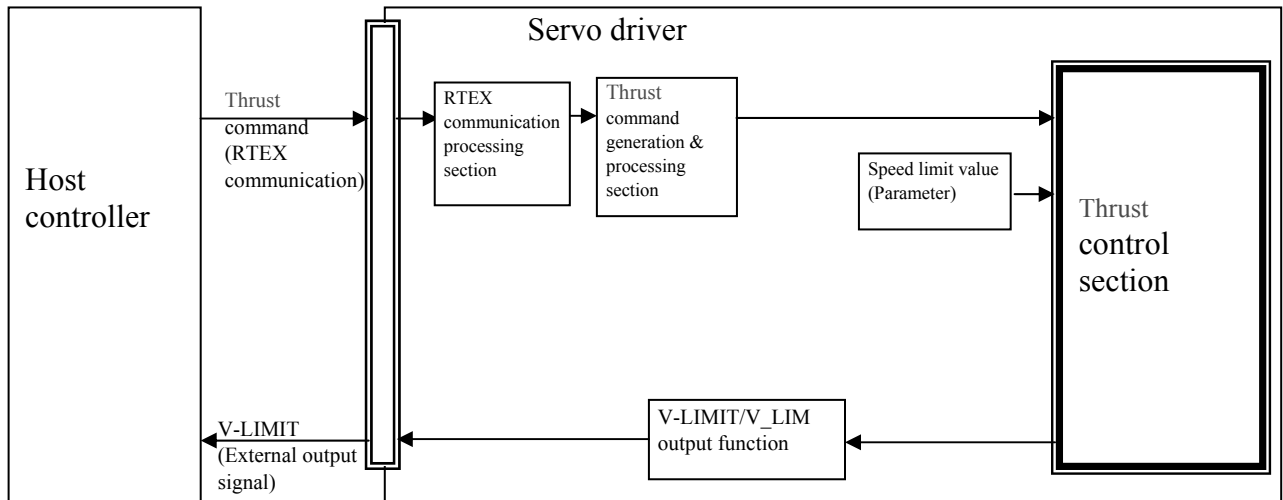 Servo driver
Host
controller
Thrust
command
(RTEX
communication)
RTEX
communication
processing
section
Thrust
command
generation &
processing
section
Speed limit value
(Parameter)
Thrust
control
section
V-LIMIT
(External output
signal)
V-LIMIT/V_LIM
output function